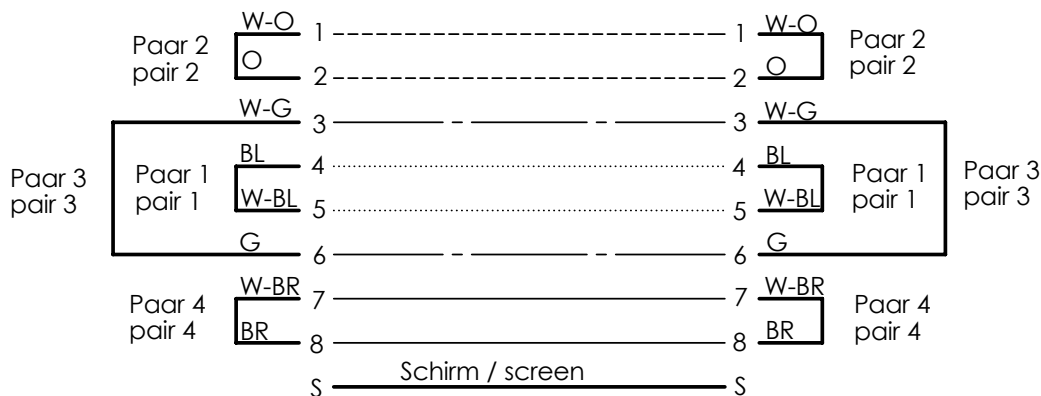 W-O 1 1 W-O
Paar 2 Paar 2
pair 2 pair 2
O 2 2 O
W-G 3 3 W-G
BL 4 4 BL
Paar 3 Paar 1 Paar 1 Paar 3
pair 3 pair 1 pair 1 pair 3
W-BL 5 5 W-BL
G 6 6 G
W-BR 7 7 W-BR
Paar 4 Paar 4
pair 4 pair 4
BR 8 8 BR
S Schirm / screen S